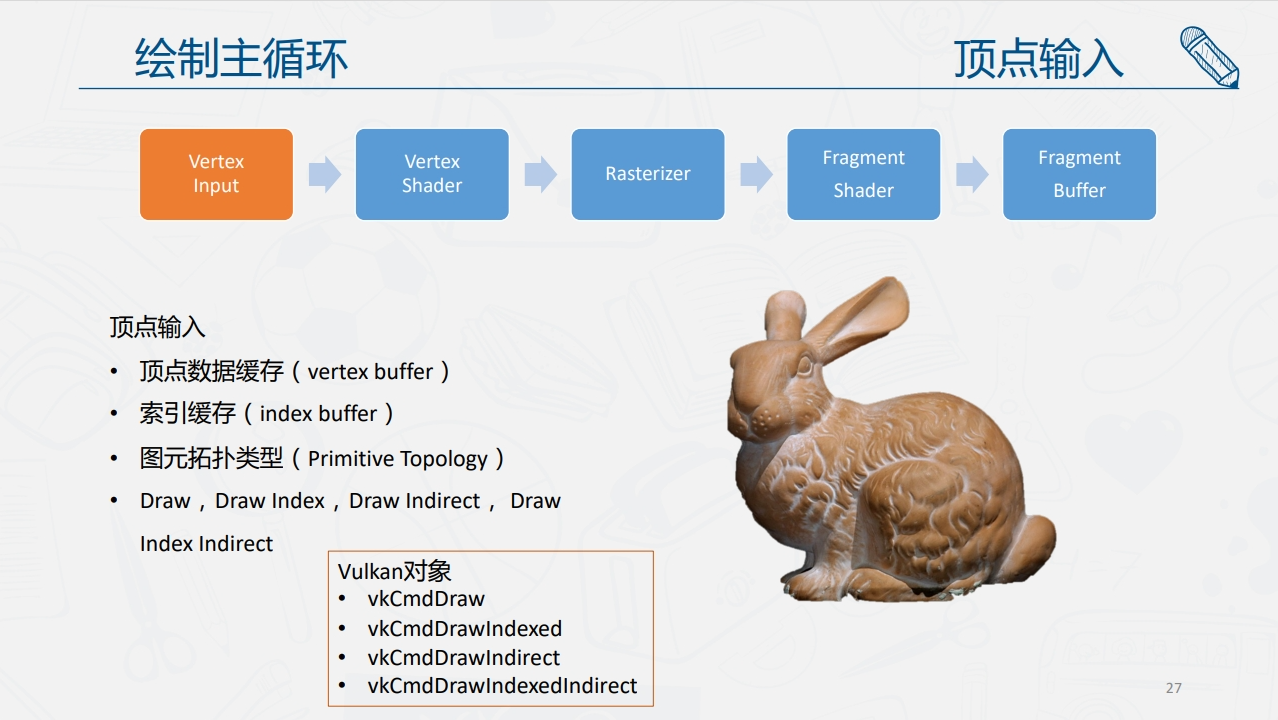 绘制主循环
顶点输入
Vertex
Input
Vertex
Shader
Rasterizer
Fragment
Shader
Fragment
Buffer
顶点输入
• 顶点数据缓存（vertex buffer）
• 索引缓存（index buffer）
• 图元拓扑类型（Primitive Topology）
• Draw，Draw Index，Draw Indirect， Draw
Index Indirect
Vulkan对象
• vkCmdDraw
• vkCmdDrawIndexed
• vkCmdDrawIndirect
• vkCmdDrawIndexedIndirect
27